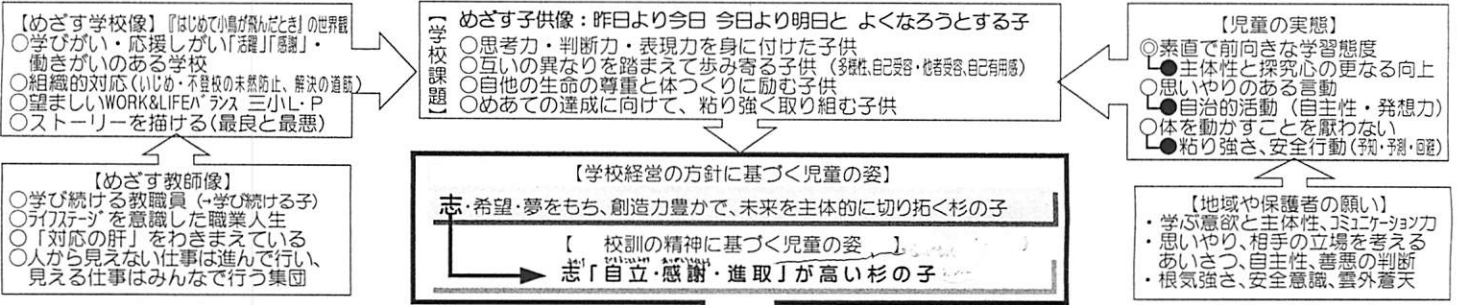 【めざす学校像】『はじめて小鳥が飛んだとき』の世界観
○学びがい・応援しがい「活躍」「感謝」・
働きがいのある学校
○組織的対応(いじめ・不登校の未然防止、解決の道筋)
○望ましいWORK&LIFEバランス 三小L・P
○ストーリーを描ける(最良と最悪)
【めざす教師像】
○学び続ける教職員 (→学び続ける子)
○ライフステージを意識した職業人生
○「対応の肝」をわきまえている
○人から見えない仕事は進んで行い、
見える仕事はみんなで行う集団
【学校課題】
めざす子供像:昨日より今日 今日より明日と よくなろうとする子
○思考力・判断力・表現力を身に付けた子供
○互いの異なりを踏まえて歩み寄る子供 (多様性、自己受容・他者受容、自己有用感)
○自他の生命の尊重と体つくりに励む子供
○めあての達成に向けて、粘り強く取り組む子供
【学校経営の方針に基づく児童の姿】
志・希望・夢をもち、創造力豊かで、未来を主体的に切り拓く杉の子
【 校訓の精神に基づく児童の姿 】
志「自立・感謝・進取」が高い杉の子
【児童の実態】
◎素直で前向きな学習態度
●主体性と探究心の更なる向上
○思いやりのある言動
●自治的活動(自主性・発想力)
○体を動かすことを厭わない
●粘り強さ、安全行動(予知・予測・回避)
【地域や保護者の願い】
・学ぶ意欲と主体性、コミュニケーション力
・思いやり、相手の立場を考える
あいさつ、自主性、善悪の判断
・根気強さ、安全意識、雲外蒼天